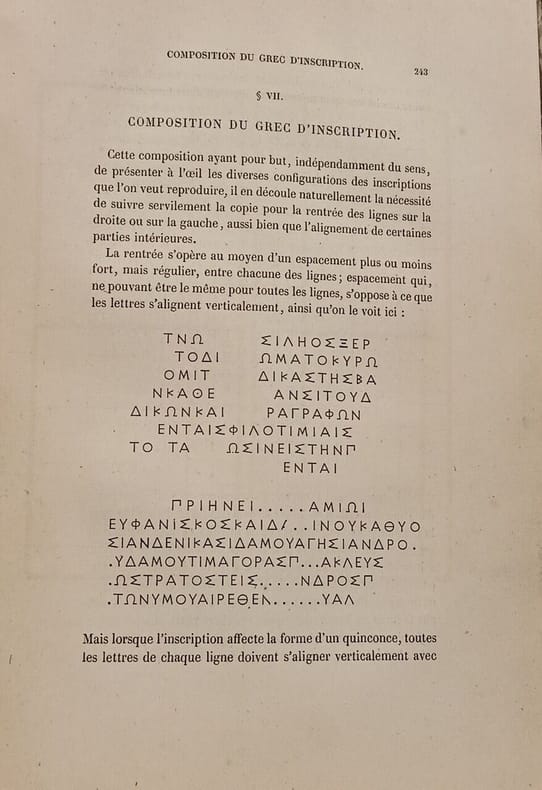 COMPOSITION DU GREC D'INSCRIPTION.
243
§ VII.
COMPOSITION DU GREC D'INSCRIPTION.
Cette composition ayant pour but, indépendamment du sens,
de présenter à l'œil les diverses configurations des inscriptions
que l'on veut reproduire, il en découle naturellement la nécessité
de suivre servilement la copie pour la rentrée des lignes sur la
droite ou sur la gauche, aussi bien que l'alignement de certaines
parties intérieures.
La rentrée s'opère au moyen d'un espacement plus ou moins
fort, mais régulier, entre chacune des lignes; espacement qui,
ne pouvant être le même pour toutes les lignes, s'oppose à ce que
les lettres s'alignent verticalement, ainsi qu'on le voit ici :
ΤΝΩ ΣΙΛΗΟΣΞΕΡ
ΤΟΔΙ ΩΜΑΤΟΚΥΡΩ
ΟΜΙΤ ΔΙΚΑΣΤΗΣΒΑ
ΝΚΑΘΕ ΑΝΣΙΤΟΥΔ
ΔΙΚΩΝΚΑΙ ΡΑΓΡΑΦΩΝ
ΕΝΤΑΙΣΦΙΛΟΤΙΜΙΑΙΣ
ΤΟ ΤΑ ΩΣΙΝΕΙΣΤΗΝΠ
ΕΝΤΑΙ
ΠΡΙΗΝΕΙ.....ΑΜΙΩΙ
ΕΥΦΑΝΙΣΚΟΣΚΑΙΔ/..ΙΝΟΥΚΑΘΥΟ
ΣΙΑΝΔΕΝΙΚΑΣΙΔΑΜΟΥΑΓΗΣΙΑΝΔΡΟ.
.ΥΔΑΜΟΥΤΙΜΑΓΟΡΑΣΠ...ΑΚΛΕΥΣ
.ΩΣΤΡΑΤΟΣΤΕΙΣ.....ΝΔΡΟΣΠ
.ΤΩΝΥΜΟΥΑΙΡΕΘΕΝ......ΥΑΛ
Mais lorsque l'inscription affecte la forme d'un quinconce, toutes
les lettres de chaque ligne doivent s'aligner verticalement avec